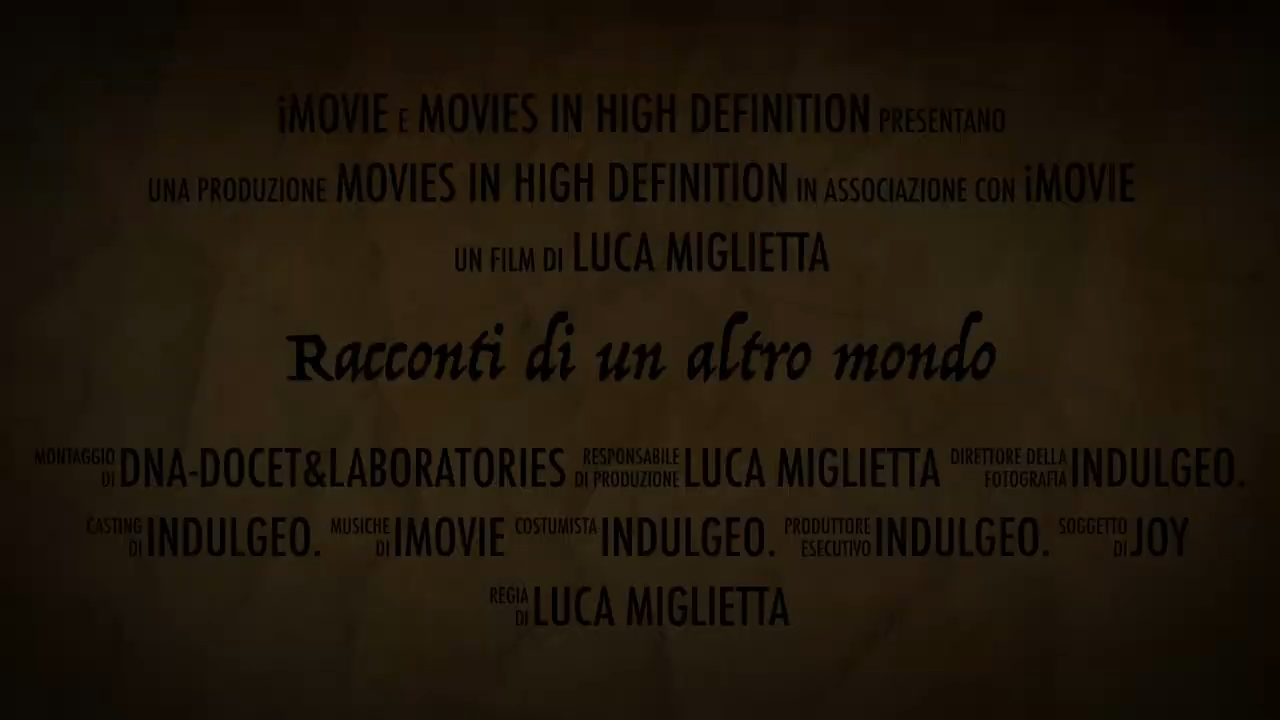 iMOVIE E MOVIES IN HIGH DEFINITION PRESENTANO
UNA PRODUZIONE MOVIES IN HIGH DEFINITION IN ASSOCIAZIONE CON iMOVIE
UN FILM DI LUCA MIGLIETTA
Racconti di un altro mondo
MONTAGGIO DI DNA-DOCET&LABORATORIES RESPONSABILE DI PRODUZIONE LUCA MIGLIETTA DIRETTORE DELLA FOTOGRAFIA INDULGEO.
CASTING DI INDULGEO. MUSICHE DI IMOVIE COSTUMISTA INDULGEO. PRODUTTORE ESECUTIVO INDULGEO. SOGGETTO DI JOY
REGIA DI LUCA MIGLIETTA